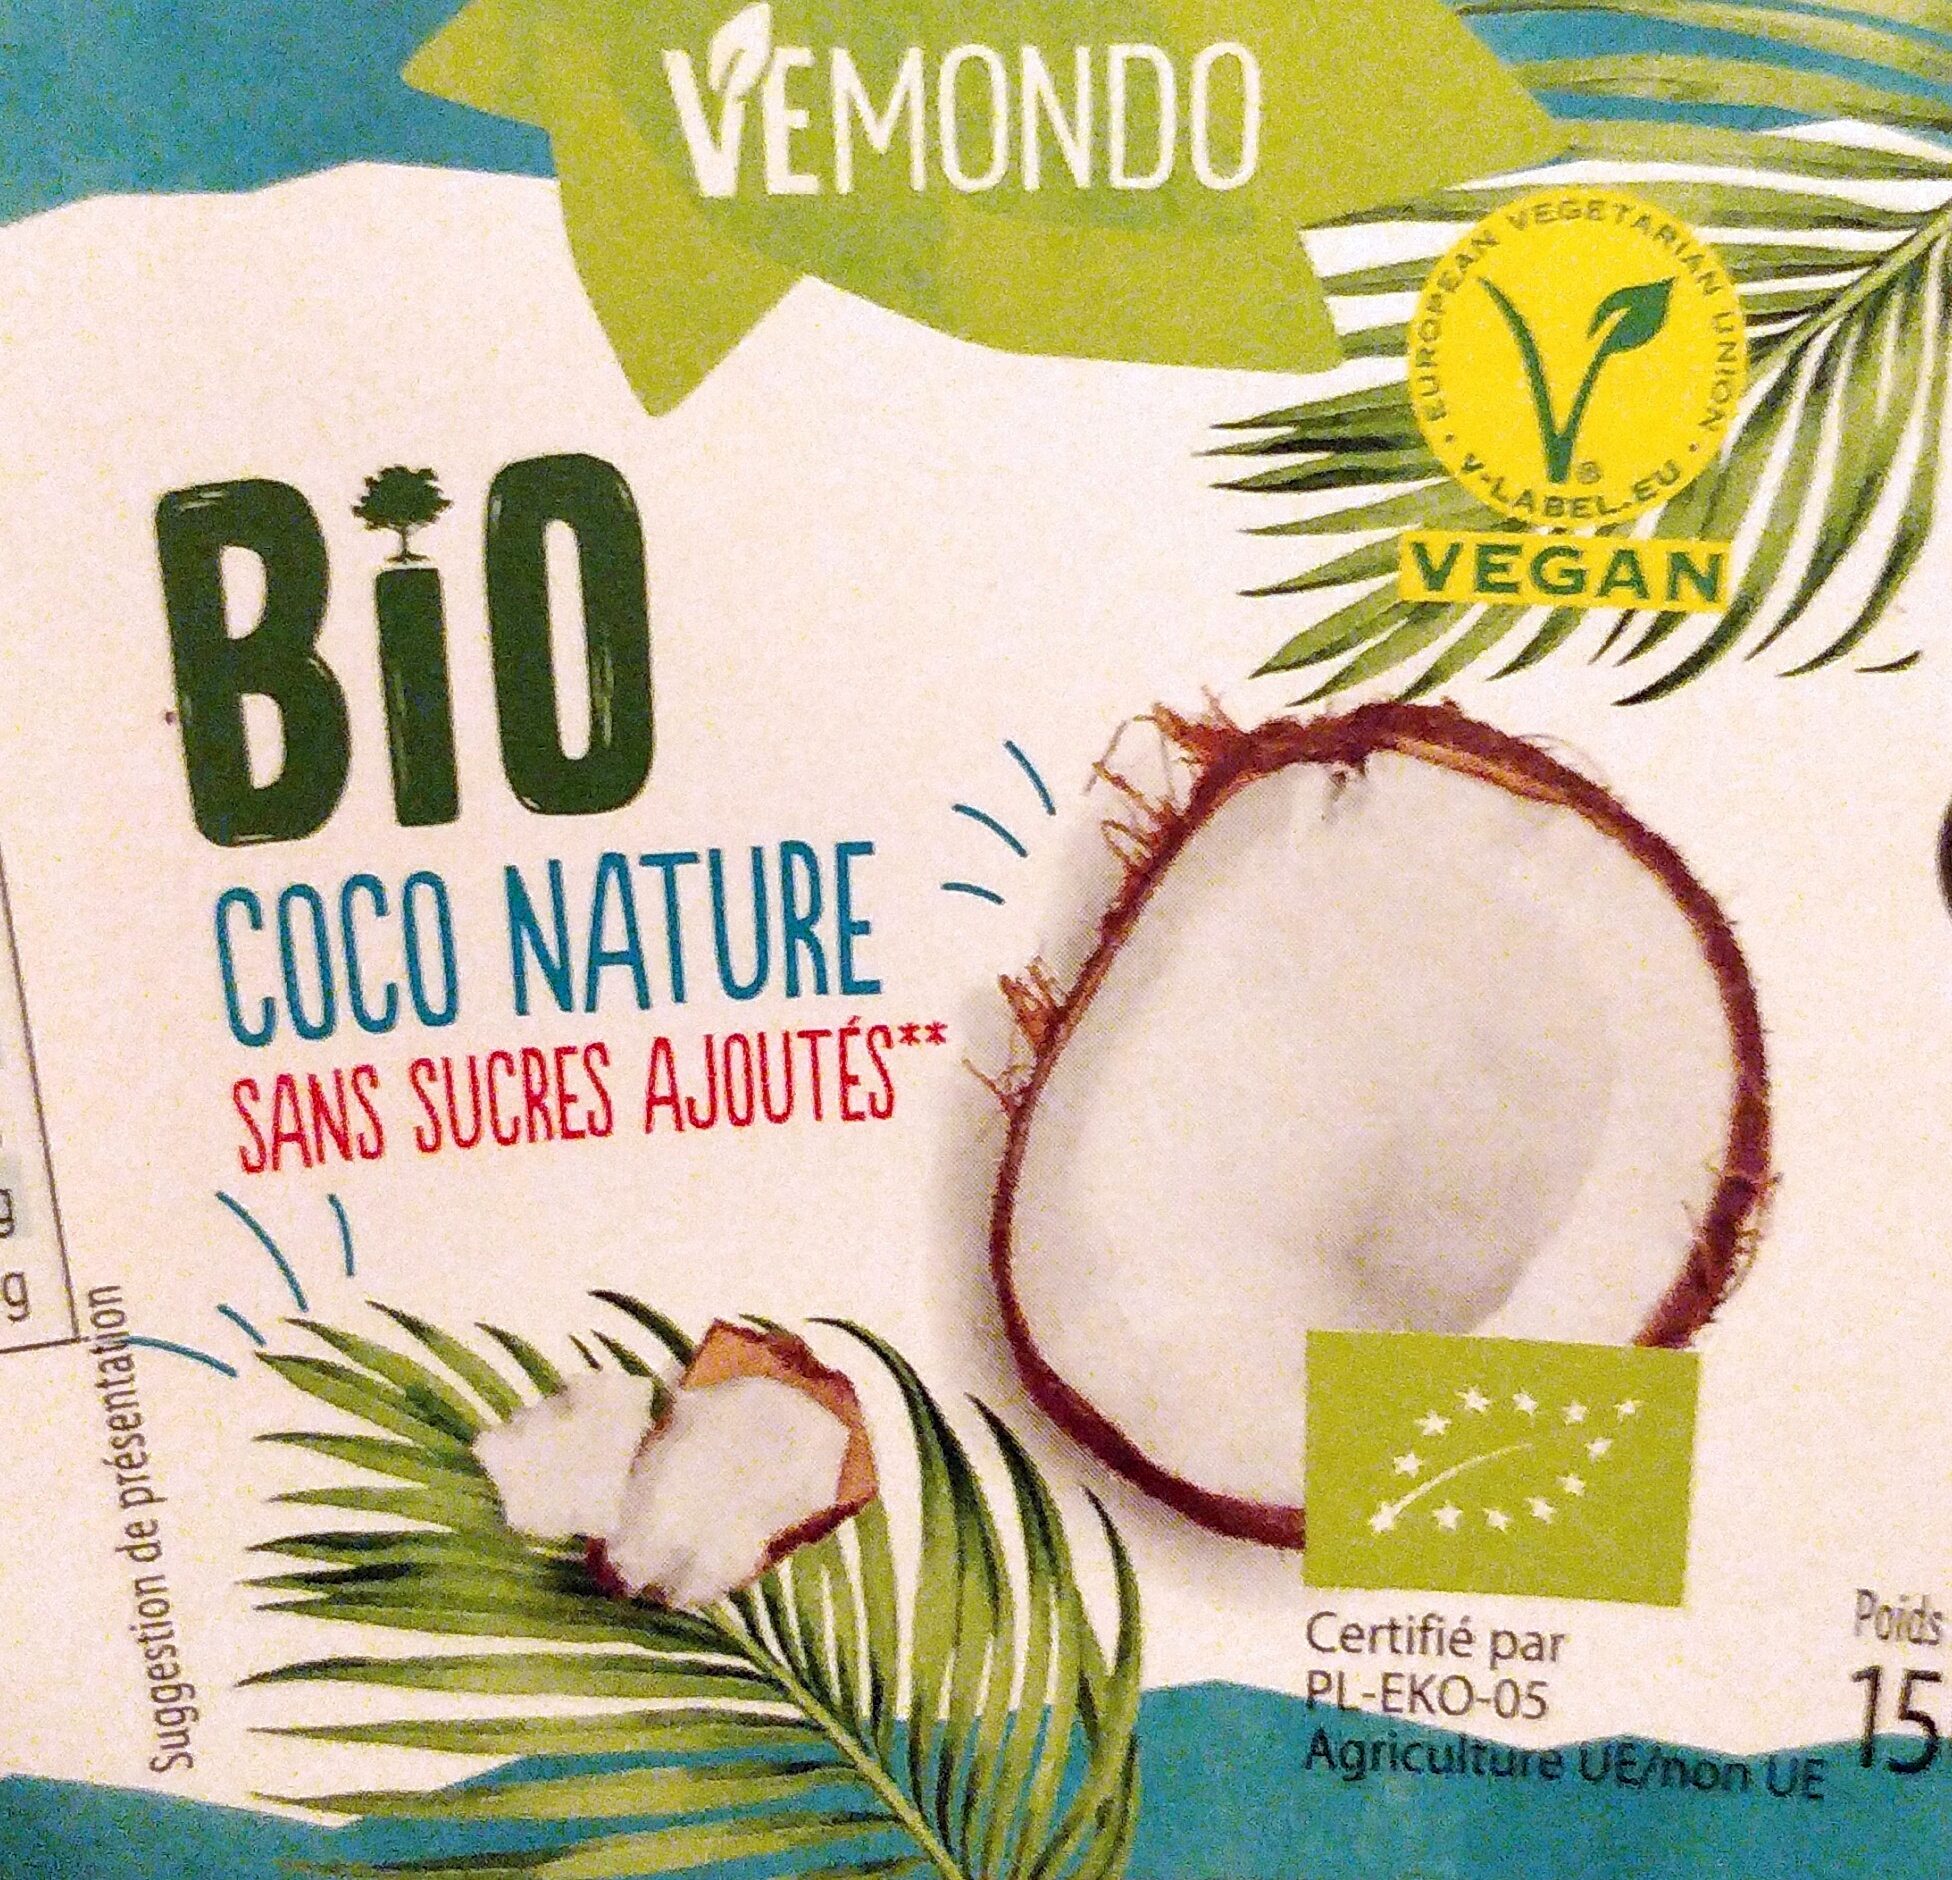 VEMONDO
EUROPEAN VEGETARIAN UNION
V-LABEL.EU
VEGAN
BiO
COCO NATURE
SANS SUCRES AJOUTÉS**
Suggestion de présentation
Certifié par
PL-EKO-05
Agriculture UE/non UE
Poids
15